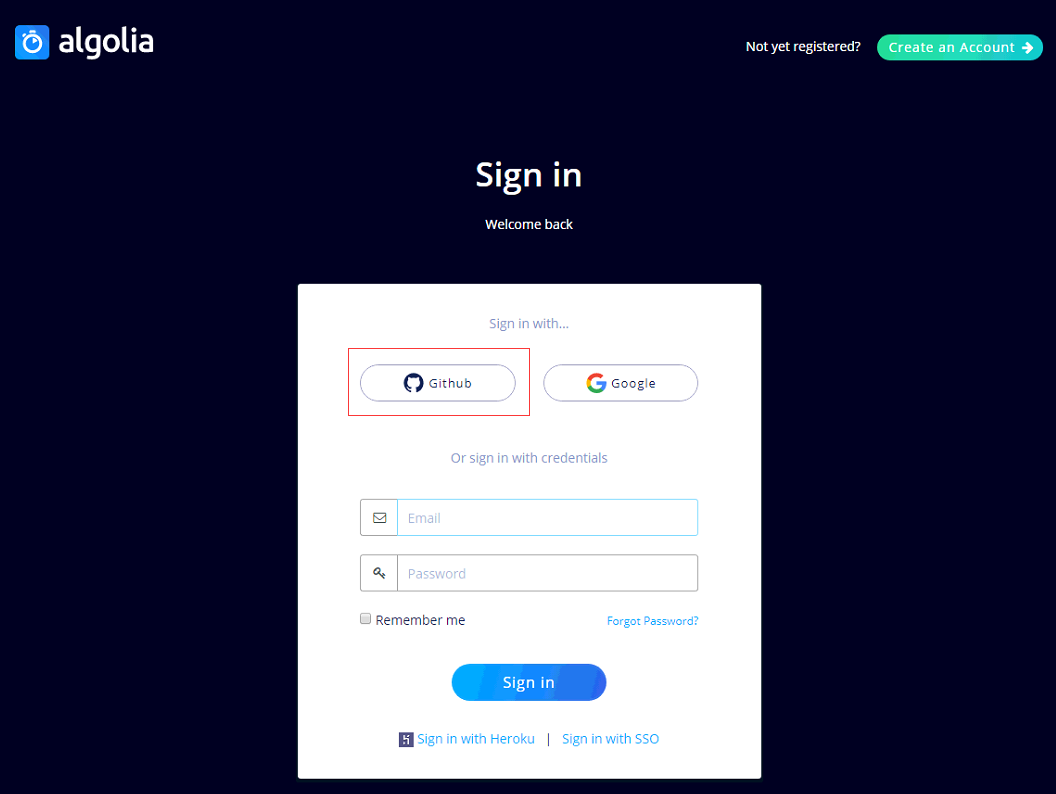 algolia
Not yet registered?
Create an Account
Sign in
Welcome back
Sign in with...
Github
Google
Or sign in with credentials
Email
Password
Remember me
Forgot Password?
Sign in
Sign in with Heroku | Sign in with SSO